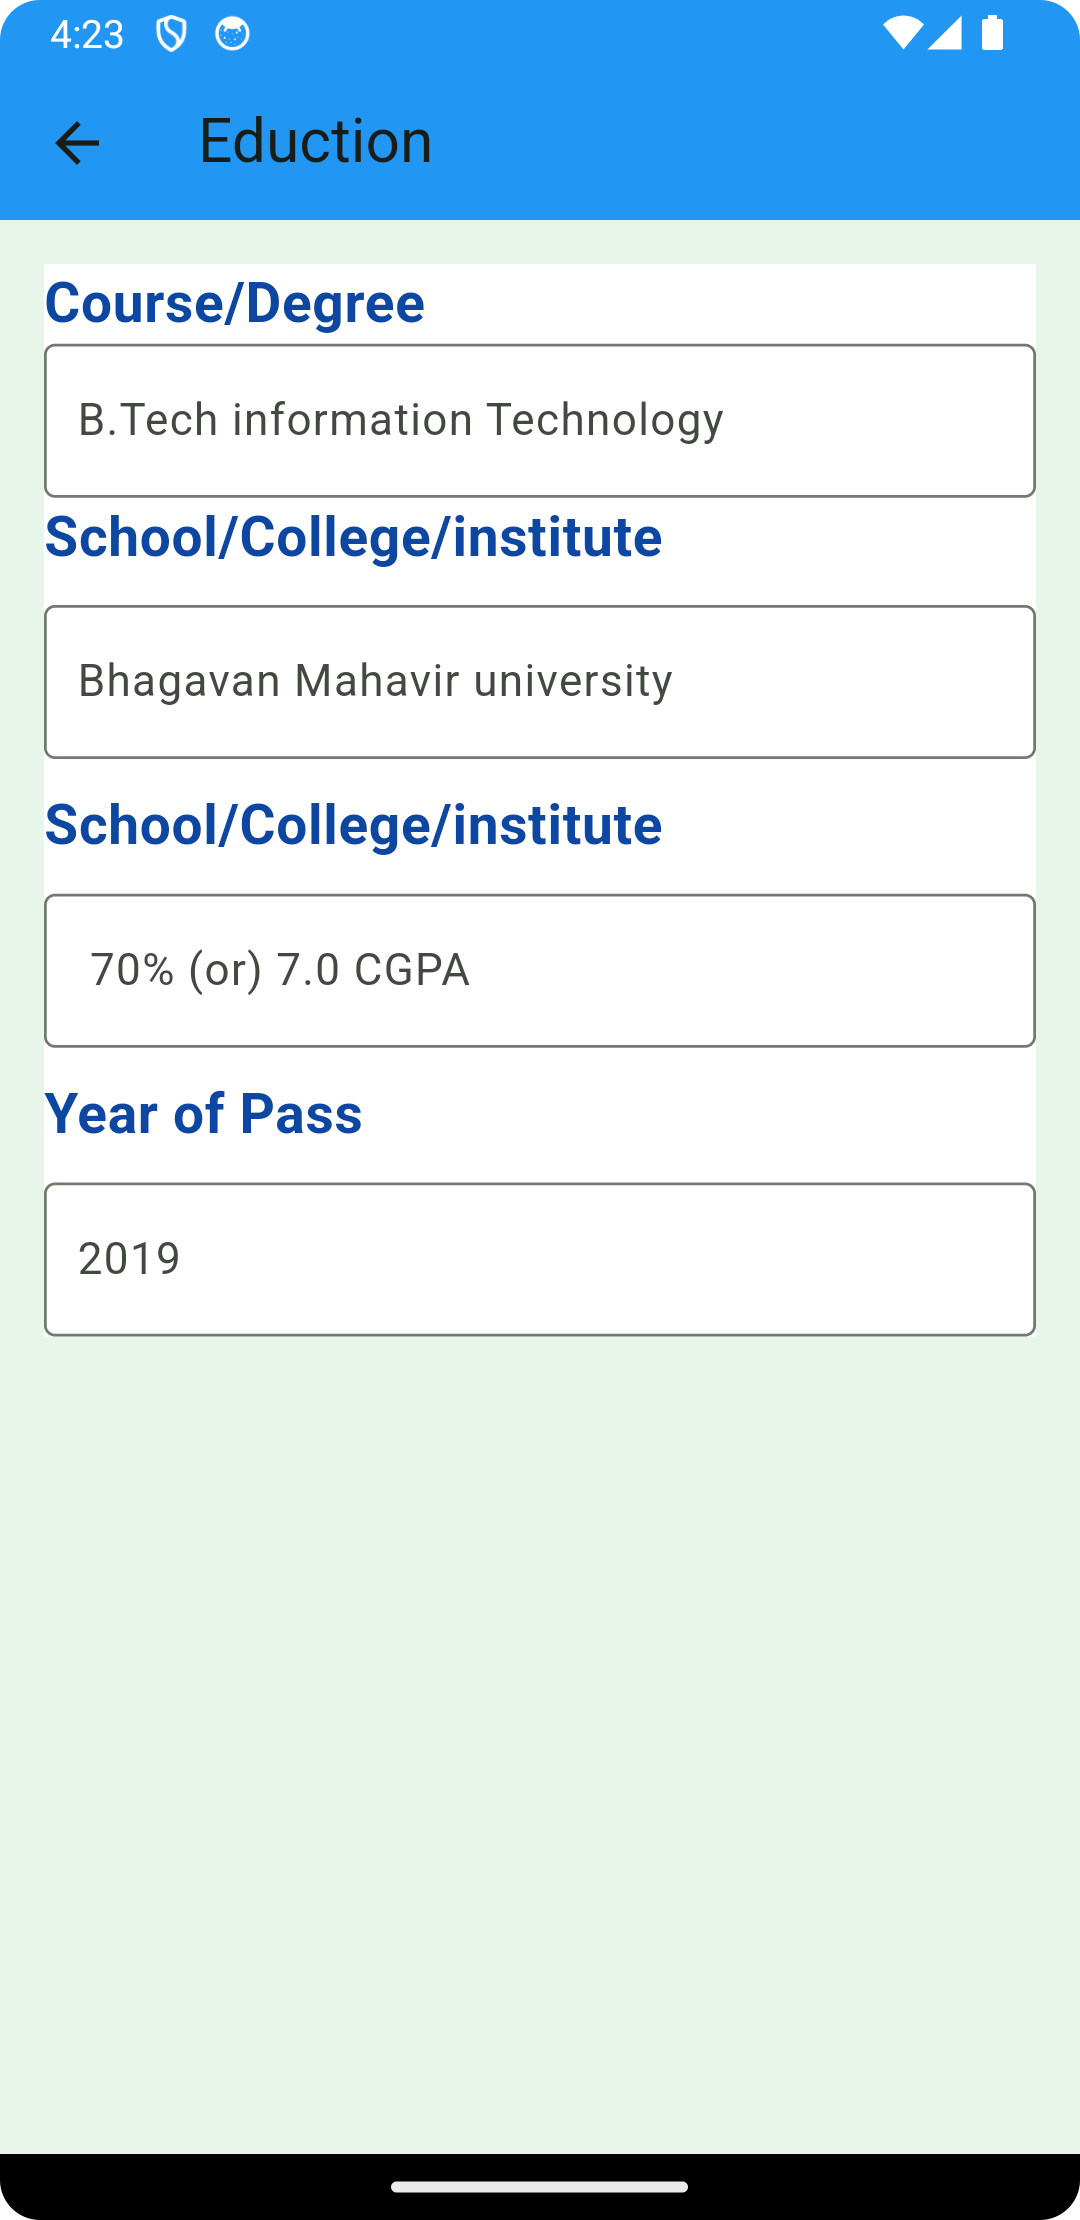 4:23
Eduction
Course/Degree
B.Tech information Technology
School/College/institute
Bhagavan Mahavir university
School/College/institute
70% (or) 7.0 CGPA
Year of Pass
2019